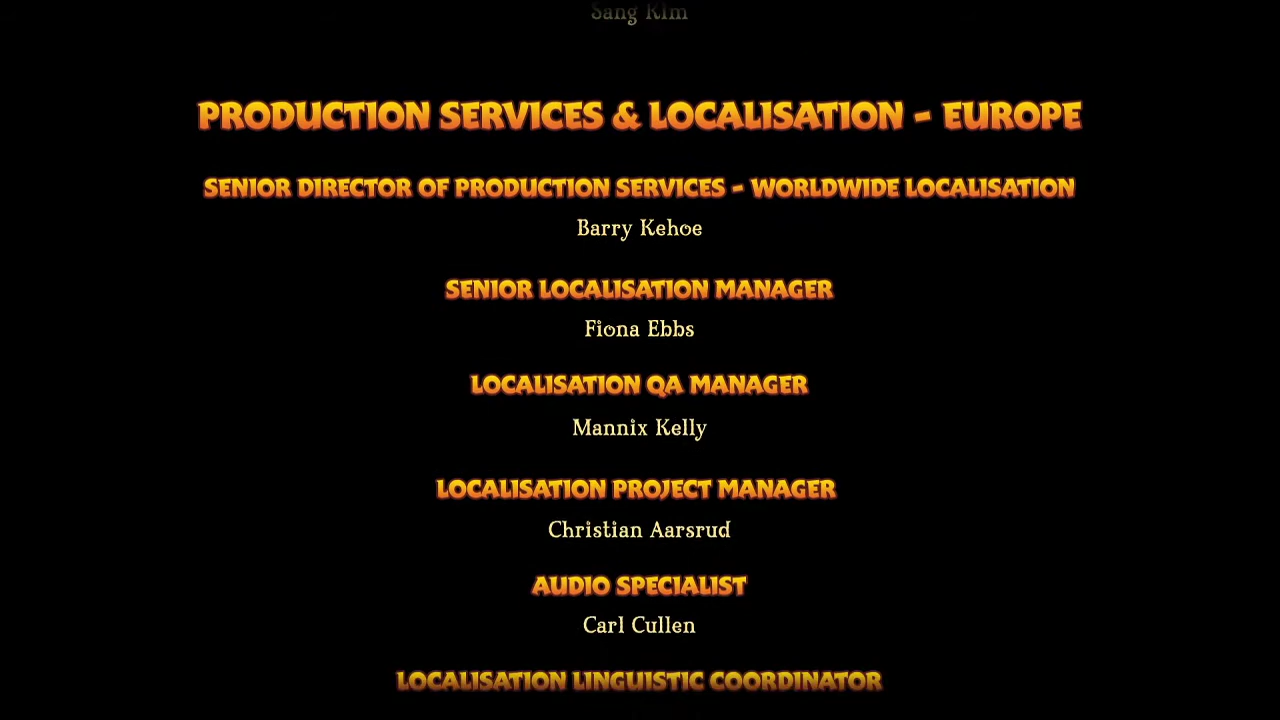 Sang Kim
PRODUCTION SERVICES & LOCALISATION - EUROPE
SENIOR DIRECTOR OF PRODUCTION SERVICES - WORLDWIDE LOCALISATION
Barry Kehoe
SENIOR LOCALISATION MANAGER
Fiona Ebbs
LOCALISATION QA MANAGER
Mannix Kelly
LOCALISATION PROJECT MANAGER
Christian Aarsrud
AUDIO SPECIALIST
Carl Cullen
LOCALISATION LINGUISTIC COORDINATOR